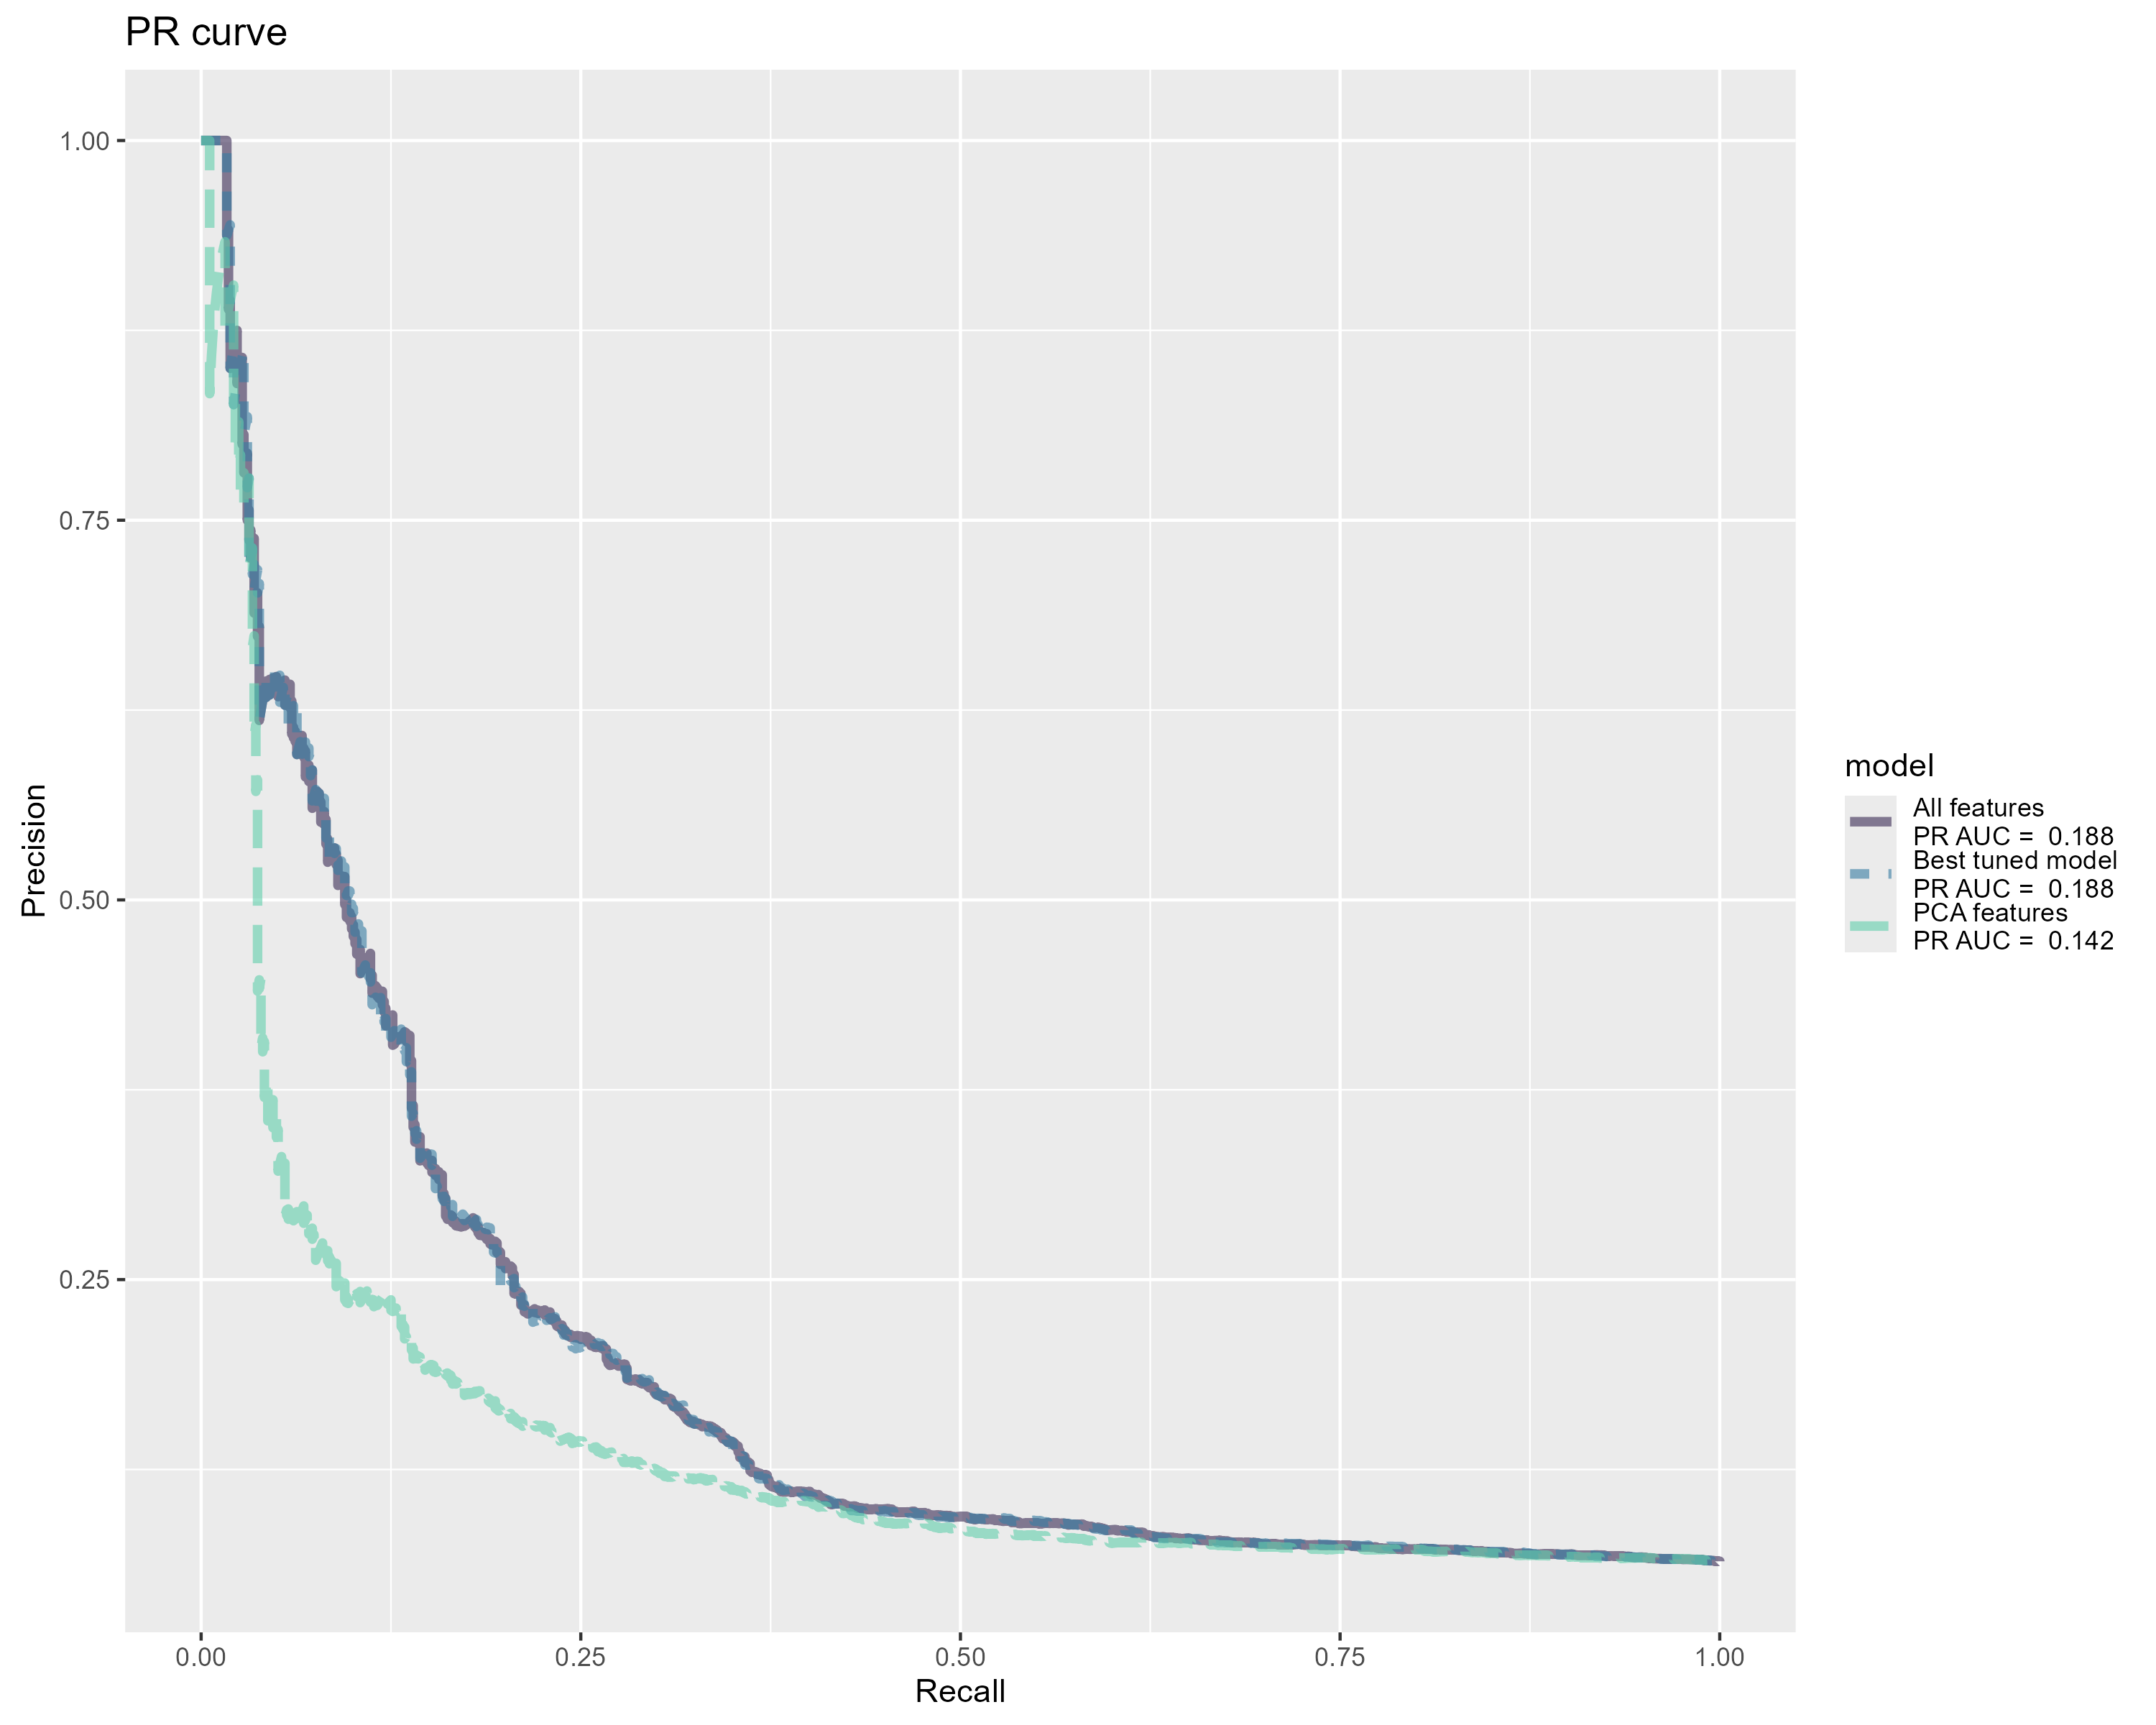 PR curve
1.00
0.75
0.50
0.25
Precision
0.00
0.25
0.50
0.75
1.00
Recall
model
All features
PR AUC =  0.188
Best tuned model
PR AUC =  0.188
PCA features
PR AUC =  0.142